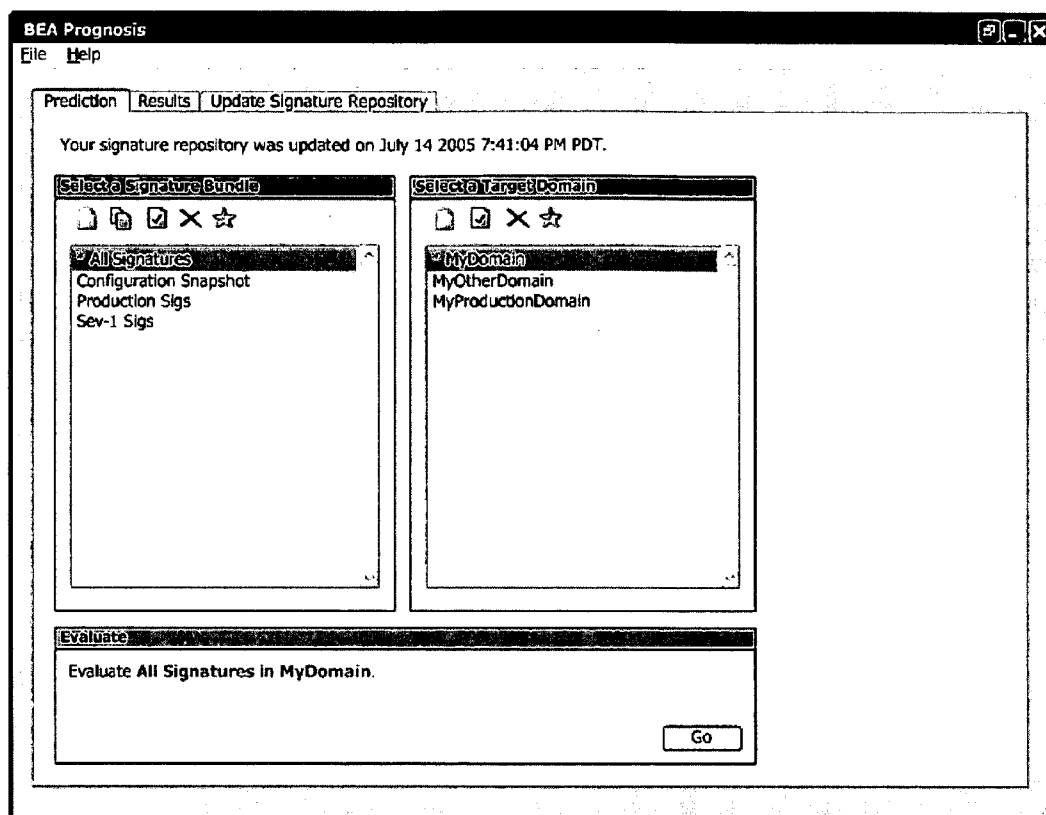 BEA Prognosis
File Help
Prediction Results Update Signature Repository
Your signature repository was updated on July 14 2005 7:41:04 PM PDT.
Select a Signature Bundle
All Signatures
Configuration Snapshot
Production Sigs
Sev-1 Sigs
Select a Target Domain
MyDomain
MyOtherDomain
MyProductionDomain
Evaluate
Evaluate All Signatures in MyDomain.
Go